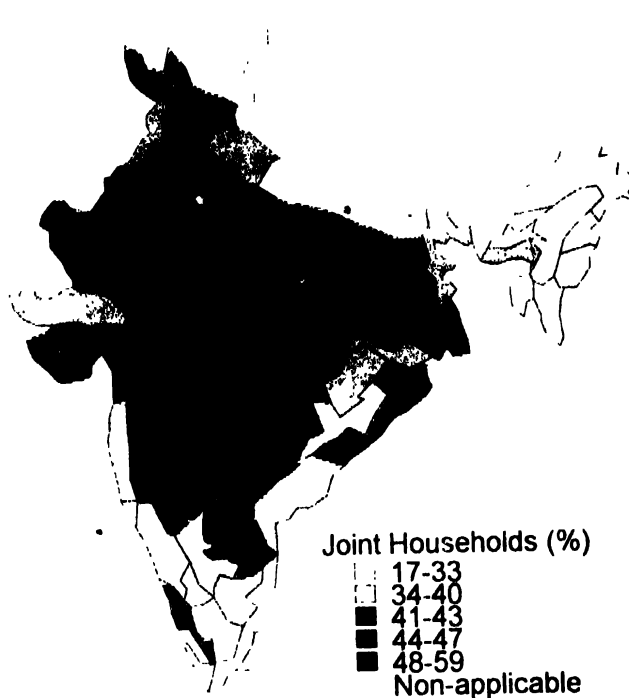 Joint Households (%)
17-33
34-40
41-43
44-47
48-59
Non-applicable